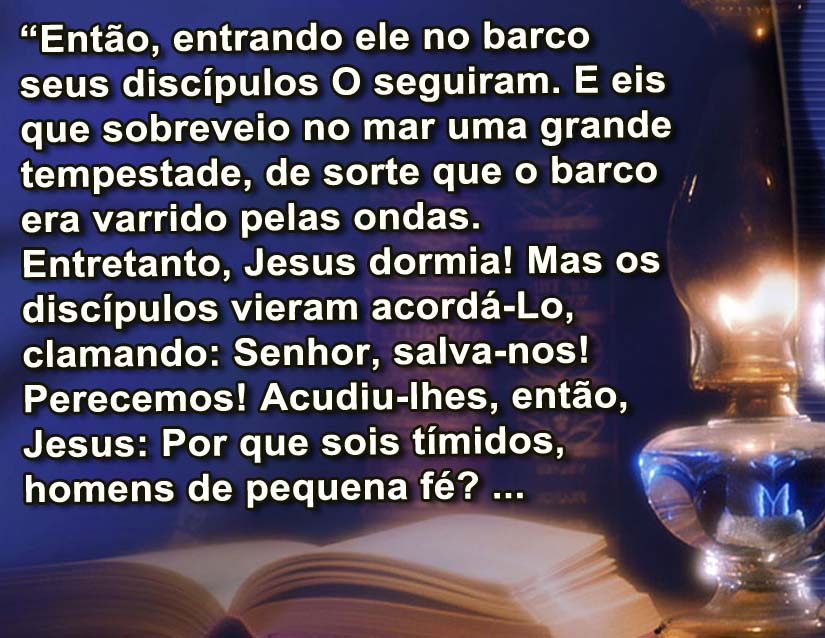 “Então, entrando ele no barco
seus discípulos O seguiram. E eis
que sobreveio no mar uma grande
tempestade, de sorte que o barco
era varrido pelas ondas.
Entretanto, Jesus dormia! Mas os
discípulos vieram acordá-Lo,
clamando: Senhor, salva-nos!
Perecemos! Acudiu-lhes, então,
Jesus: Por que sois tímidos,
homens de pequena fé? ...